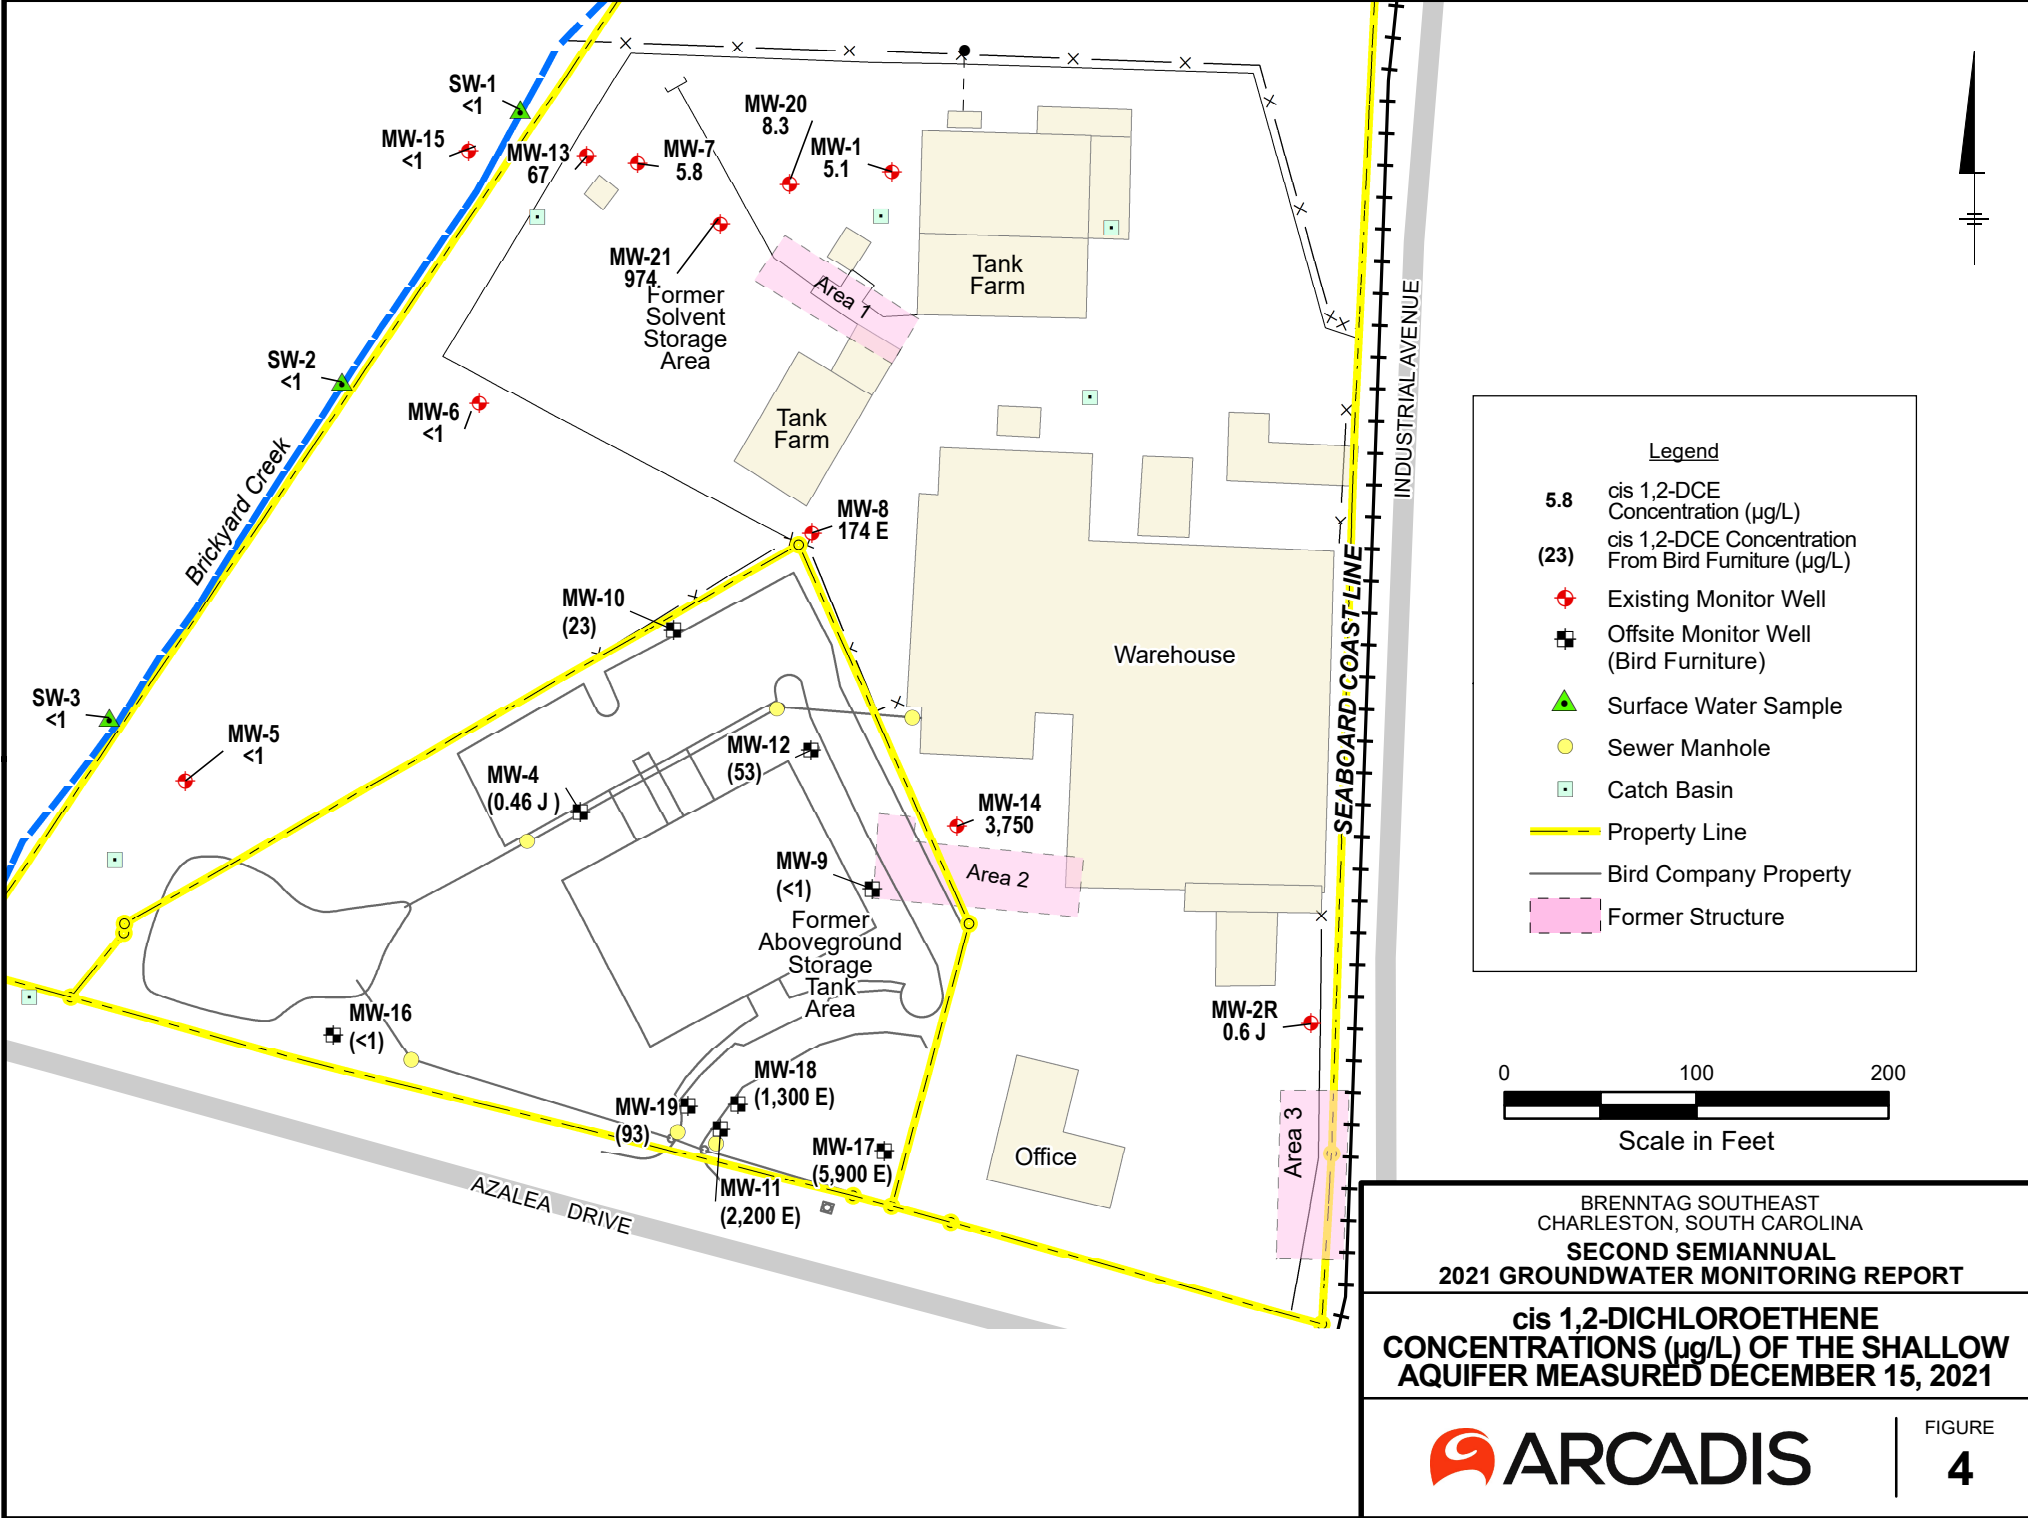 SW-1
<1
MW-15
<1
MW-13
67
MW-7
5.8
MW-20
8.3
MW-1
5.1
MW-21
974
Former
Solvent
Storage
Area
Area 1
Tank
Farm
Tank
Farm
SW-2
<1
MW-6
<1
Brickyard Creek
MW-8
174 E
MW-10
(23)
Warehouse
SEABOARD COAST LINE
INDUSTRIAL AVENUE
SW-3
<1
MW-5
<1
MW-12
(53)
MW-4
(0.46 J )
MW-14
3,750
MW-9
(<1)
Area 2
Former
Aboveground
Storage
Tank
Area
MW-16
(<1)
MW-2R
0.6 J
MW-18
(1,300 E)
MW-19
(93)
MW-17
(5,900 E)
MW-11
(2,200 E)
Office
Area 3
AZALEA DRIVE
Legend
5.8
cis 1,2-DCE
Concentration (µg/L)
(23)
cis 1,2-DCE Concentration
From Bird Furniture (µg/L)
Existing Monitor Well
Offsite Monitor Well
(Bird Furniture)
Surface Water Sample
Sewer Manhole
Catch Basin
Property Line
Bird Company Property
Former Structure
0 100 200
Scale in Feet
BRENNTAG SOUTHEAST
CHARLESTON, SOUTH CAROLINA
SECOND SEMIANNUAL
2021 GROUNDWATER MONITORING REPORT
cis 1,2-DICHLOROETHENE
CONCENTRATIONS (µg/L) OF THE SHALLOW
AQUIFER MEASURED DECEMBER 15, 2021
ARCADIS
FIGURE
4